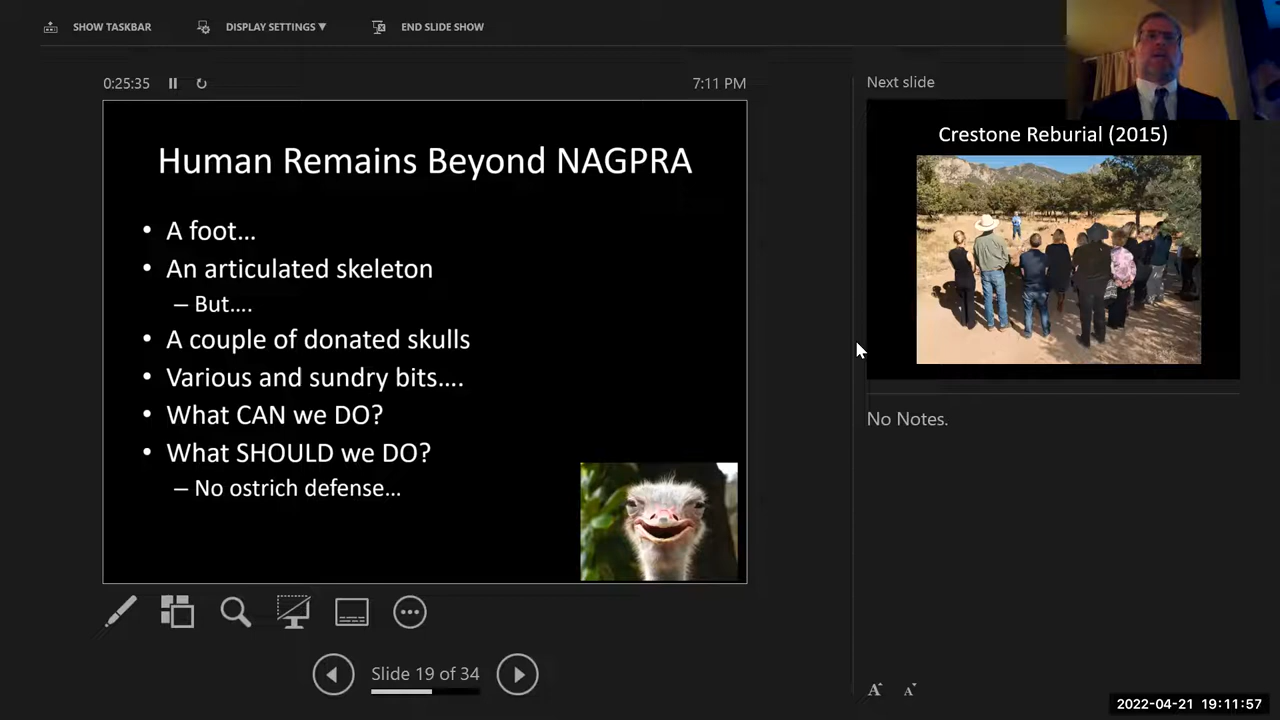 SHOW TASKBAR
DISPLAY SETTINGS ▼
END SLIDE SHOW
0:25:35
7:11 PM
Human Remains Beyond NAGPRA
• A foot...
• An articulated skeleton
– But....
• A couple of donated skulls
• Various and sundry bits....
• What CAN we DO?
• What SHOULD we DO?
– No ostrich defense...
Slide 19 of 34
Next slide
Crestone Reburial (2015)
No Notes.
A A
2022-04-21 19:11:57